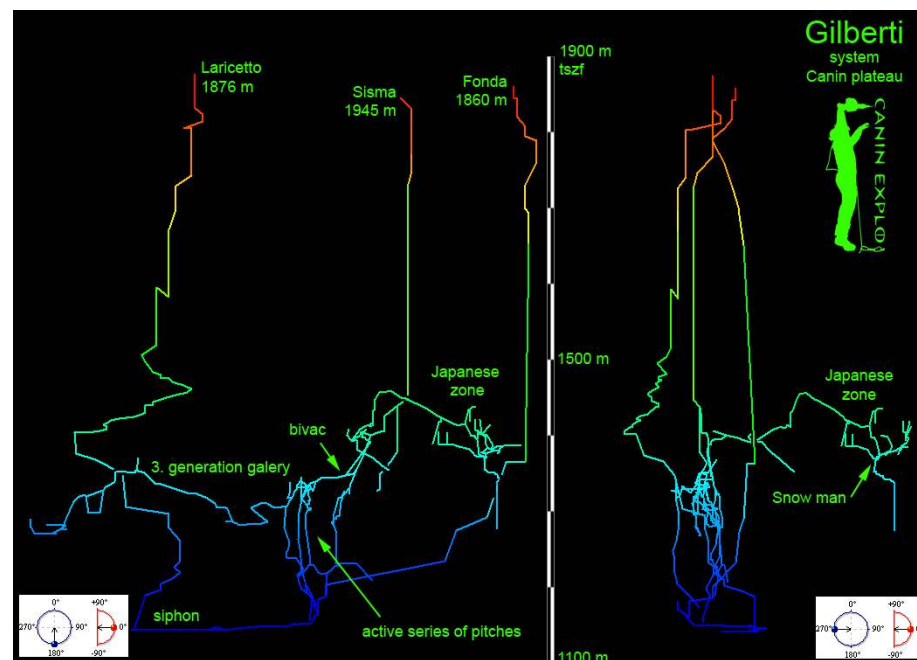 Gilberti
system
Canin plateau
CANIN EXPLO
1900 m
tszf
Laricetto
1876 m
Sisma
1945 m
Fonda
1860 m
1500 m
Japanese
zone
Japanese
zone
bivac
3. generation galery
Snow man
siphon
active series of pitches
1100 m
0°
270°
90°
180°
+90°
0°
-90°
0°
270°
90°
180°
+90°
-90°